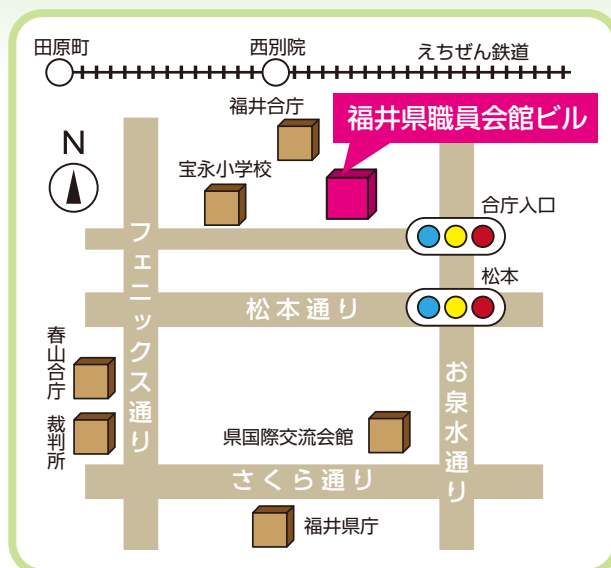 田原町
西別院
えちぜん鉄道
福井合庁
福井県職員会館ビル
N
宝永小学校
合庁入口
フェニックス通り
松本
松本通り
春山合庁
お泉水通り
裁判所
県国際交流会館
さくら通り
福井県庁